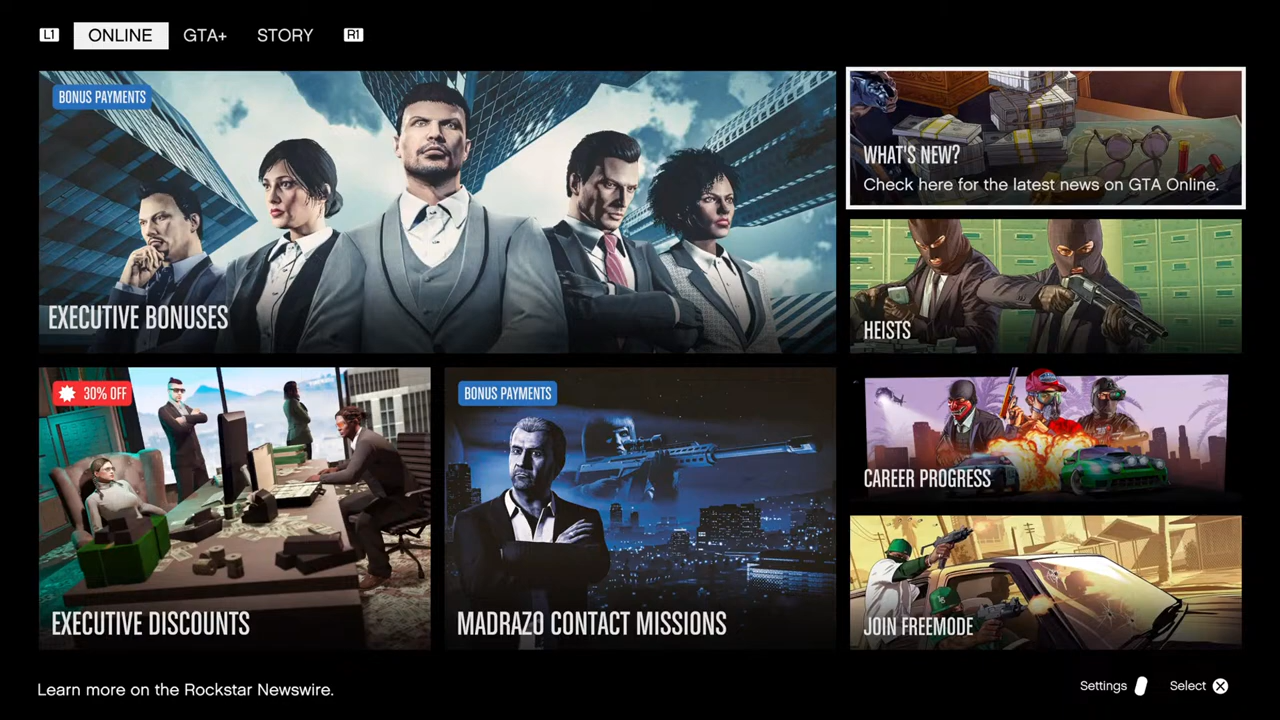 L1 ONLINE GTA+ STORY R1
BONUS PAYMENTS
EXECUTIVE BONUSES
WHAT'S NEW?
Check here for the latest news on GTA Online.
HEISTS
30% OFF
EXECUTIVE DISCOUNTS
BONUS PAYMENTS
MADRAZO CONTACT MISSIONS
CAREER PROGRESS
JOIN FREEMODE
Learn more on the Rockstar Newswire.
Settings Select